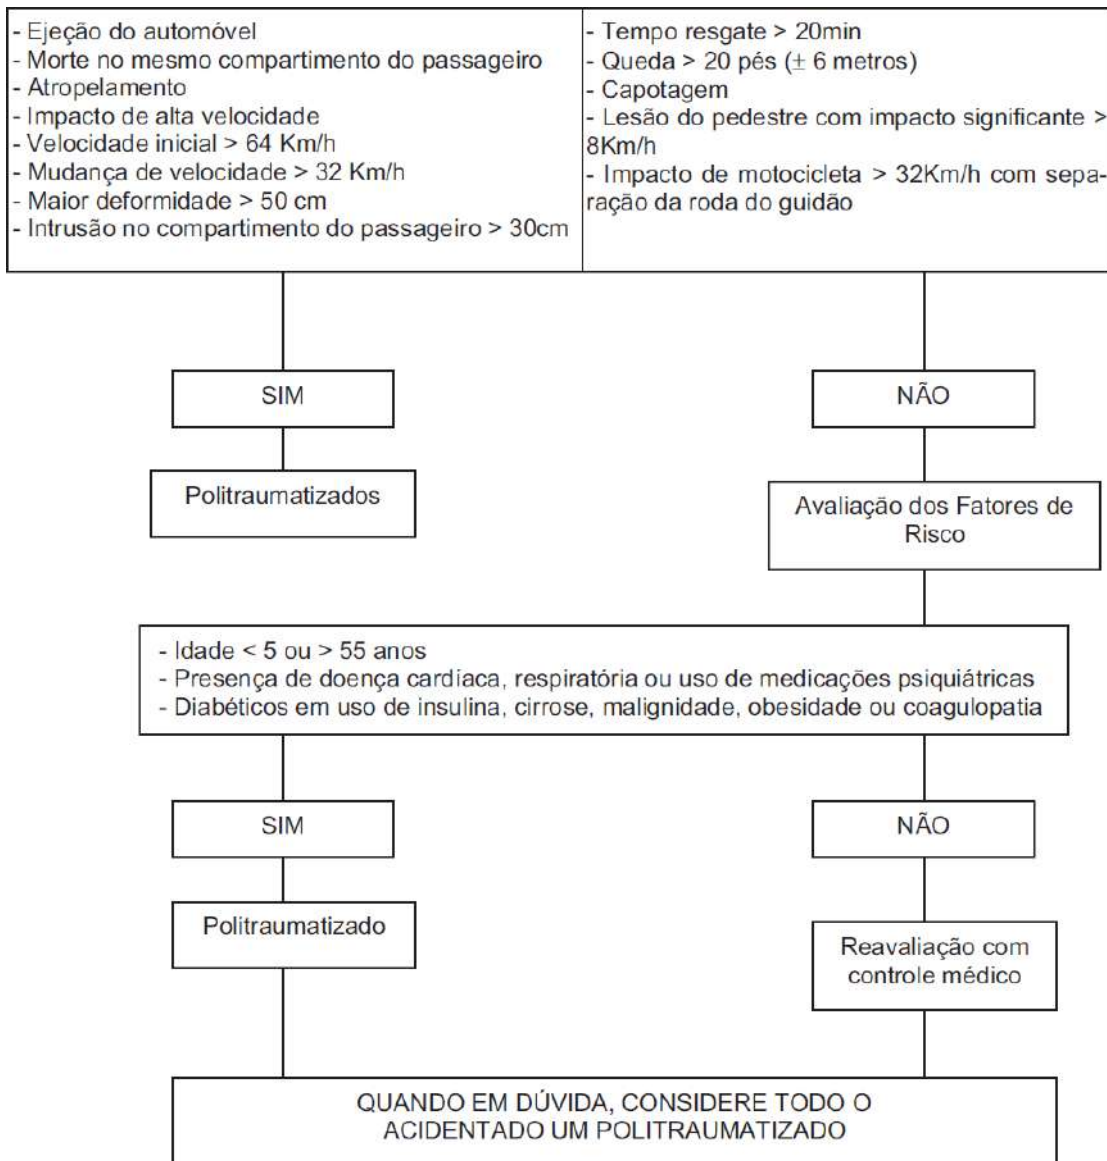 - Ejeção do automóvel
- Morte no mesmo compartimento do passageiro
- Atropelamento
- Impacto de alta velocidade
- Velocidade inicial > 64 Km/h
- Mudança de velocidade > 32 Km/h
- Maior deformidade > 50 cm
- Intrusão no compartimento do passageiro > 30cm
- Tempo resgate > 20min
- Queda > 20 pés (± 6 metros)
- Capotagem
- Lesão do pedestre com impacto significante >
8Km/h
- Impacto de motocicleta > 32Km/h com sepa-
ração da roda do guidão
SIM
NÃO
Politraumatizados
Avaliação dos Fatores de
Risco
- Idade < 5 ou > 55 anos
- Presença de doença cardíaca, respiratória ou uso de medicações psiquiátricas
- Diabéticos em uso de insulina, cirrose, malignidade, obesidade ou coagulopatia
SIM
NÃO
Politraumatizado
Reavaliação com
controle médico
QUANDO EM DÚVIDA, CONSIDERE TODO O
ACIDENTADO UM POLITRAUMATIZADO